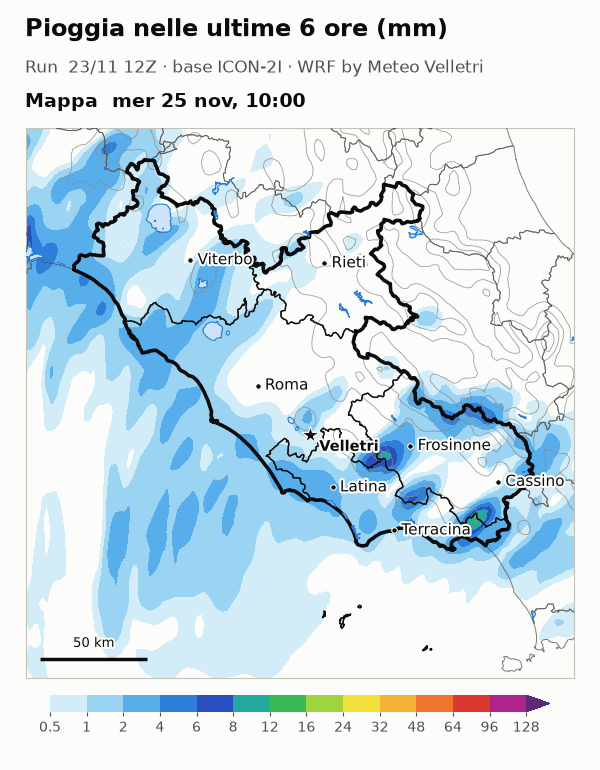 Pioggia nelle ultime 6 ore (mm)
Run  23/11 12Z · base ICON-2I · WRF by Meteo Velletri
Mappa  mer 25 nov, 10:00
Viterbo
Rieti
Roma
Velletri
Frosinone
Cassino
Latina
Terracina
50 km
0.5 1 2 4 6 8 12 16 24 32 48 64 96 128